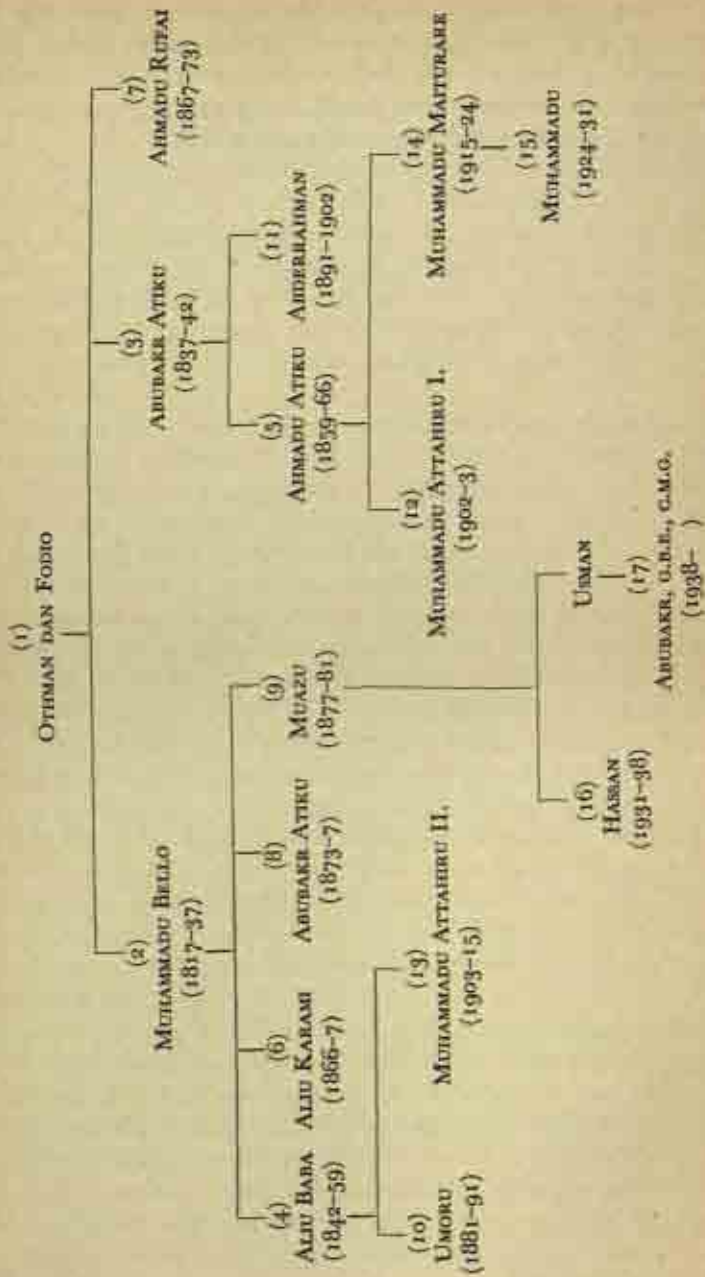 (1)
OTHMAN DAN FODIO
(2)
MUHAMMADU BELLO
(1817–37)
(3)
ABUBAKR ATIKU
(1837–42)
(7)
AHMADU RUFAI
(1867–73)
(4)
ALIU BABA
(1842–59)
(6)
ALIU KARAMI
(1866–7)
(8)
ABUBAKR ATIKU
(1873–7)
(9)
MUAZU
(1877–81)
(5)
AHMADU ATIKU
(1859–66)
(11)
ABDERRAHMAN
(1891–1902)
(10)
UMORU
(1881–91)
(13)
MUHAMMADU ATTAHIRU II.
(1903–15)
(12)
MUHAMMADU ATTAHIRU I.
(1902–3)
(14)
MUHAMMADU MAITURARE
(1915–24)
(15)
MUHAMMADU
(1924–31)
(16)
HASSAN
(1931–38)
USMAN
(17)
ABUBAKR, G.B.E., C.M.G.
(1938– )